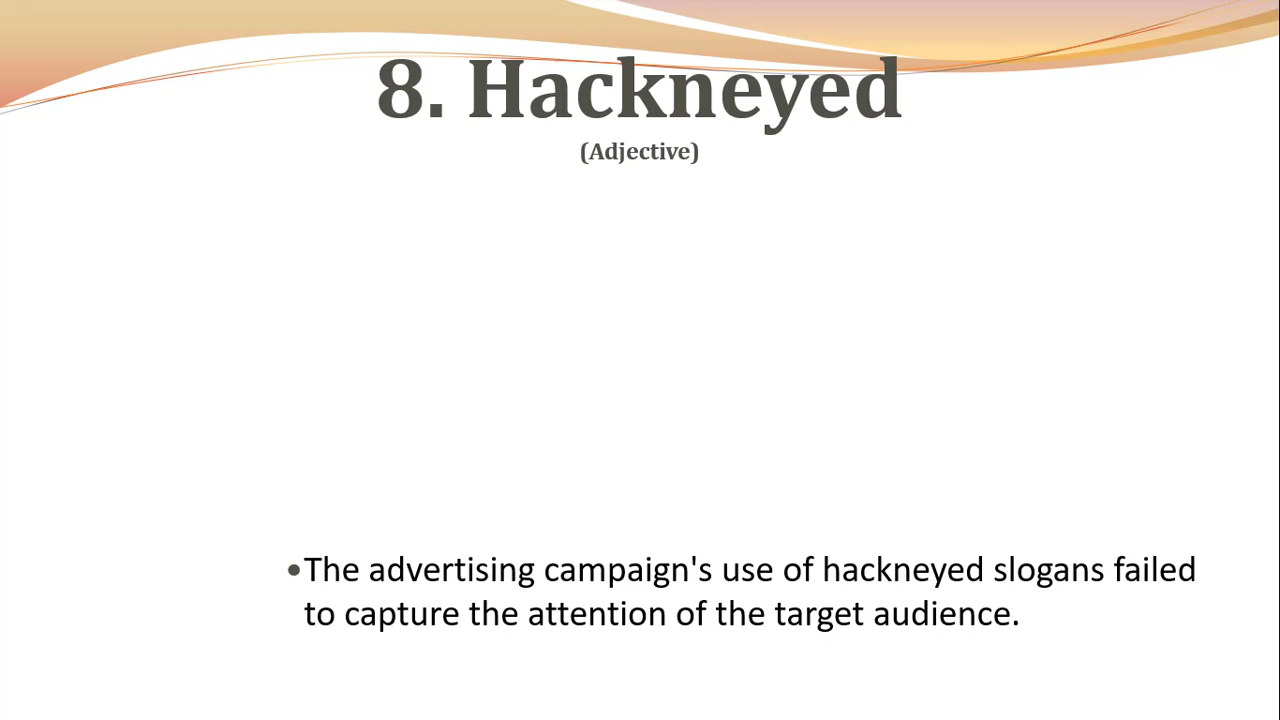 8. Hackneyed
(Adjective)
•The advertising campaign's use of hackneyed slogans failed
to capture the attention of the target audience.